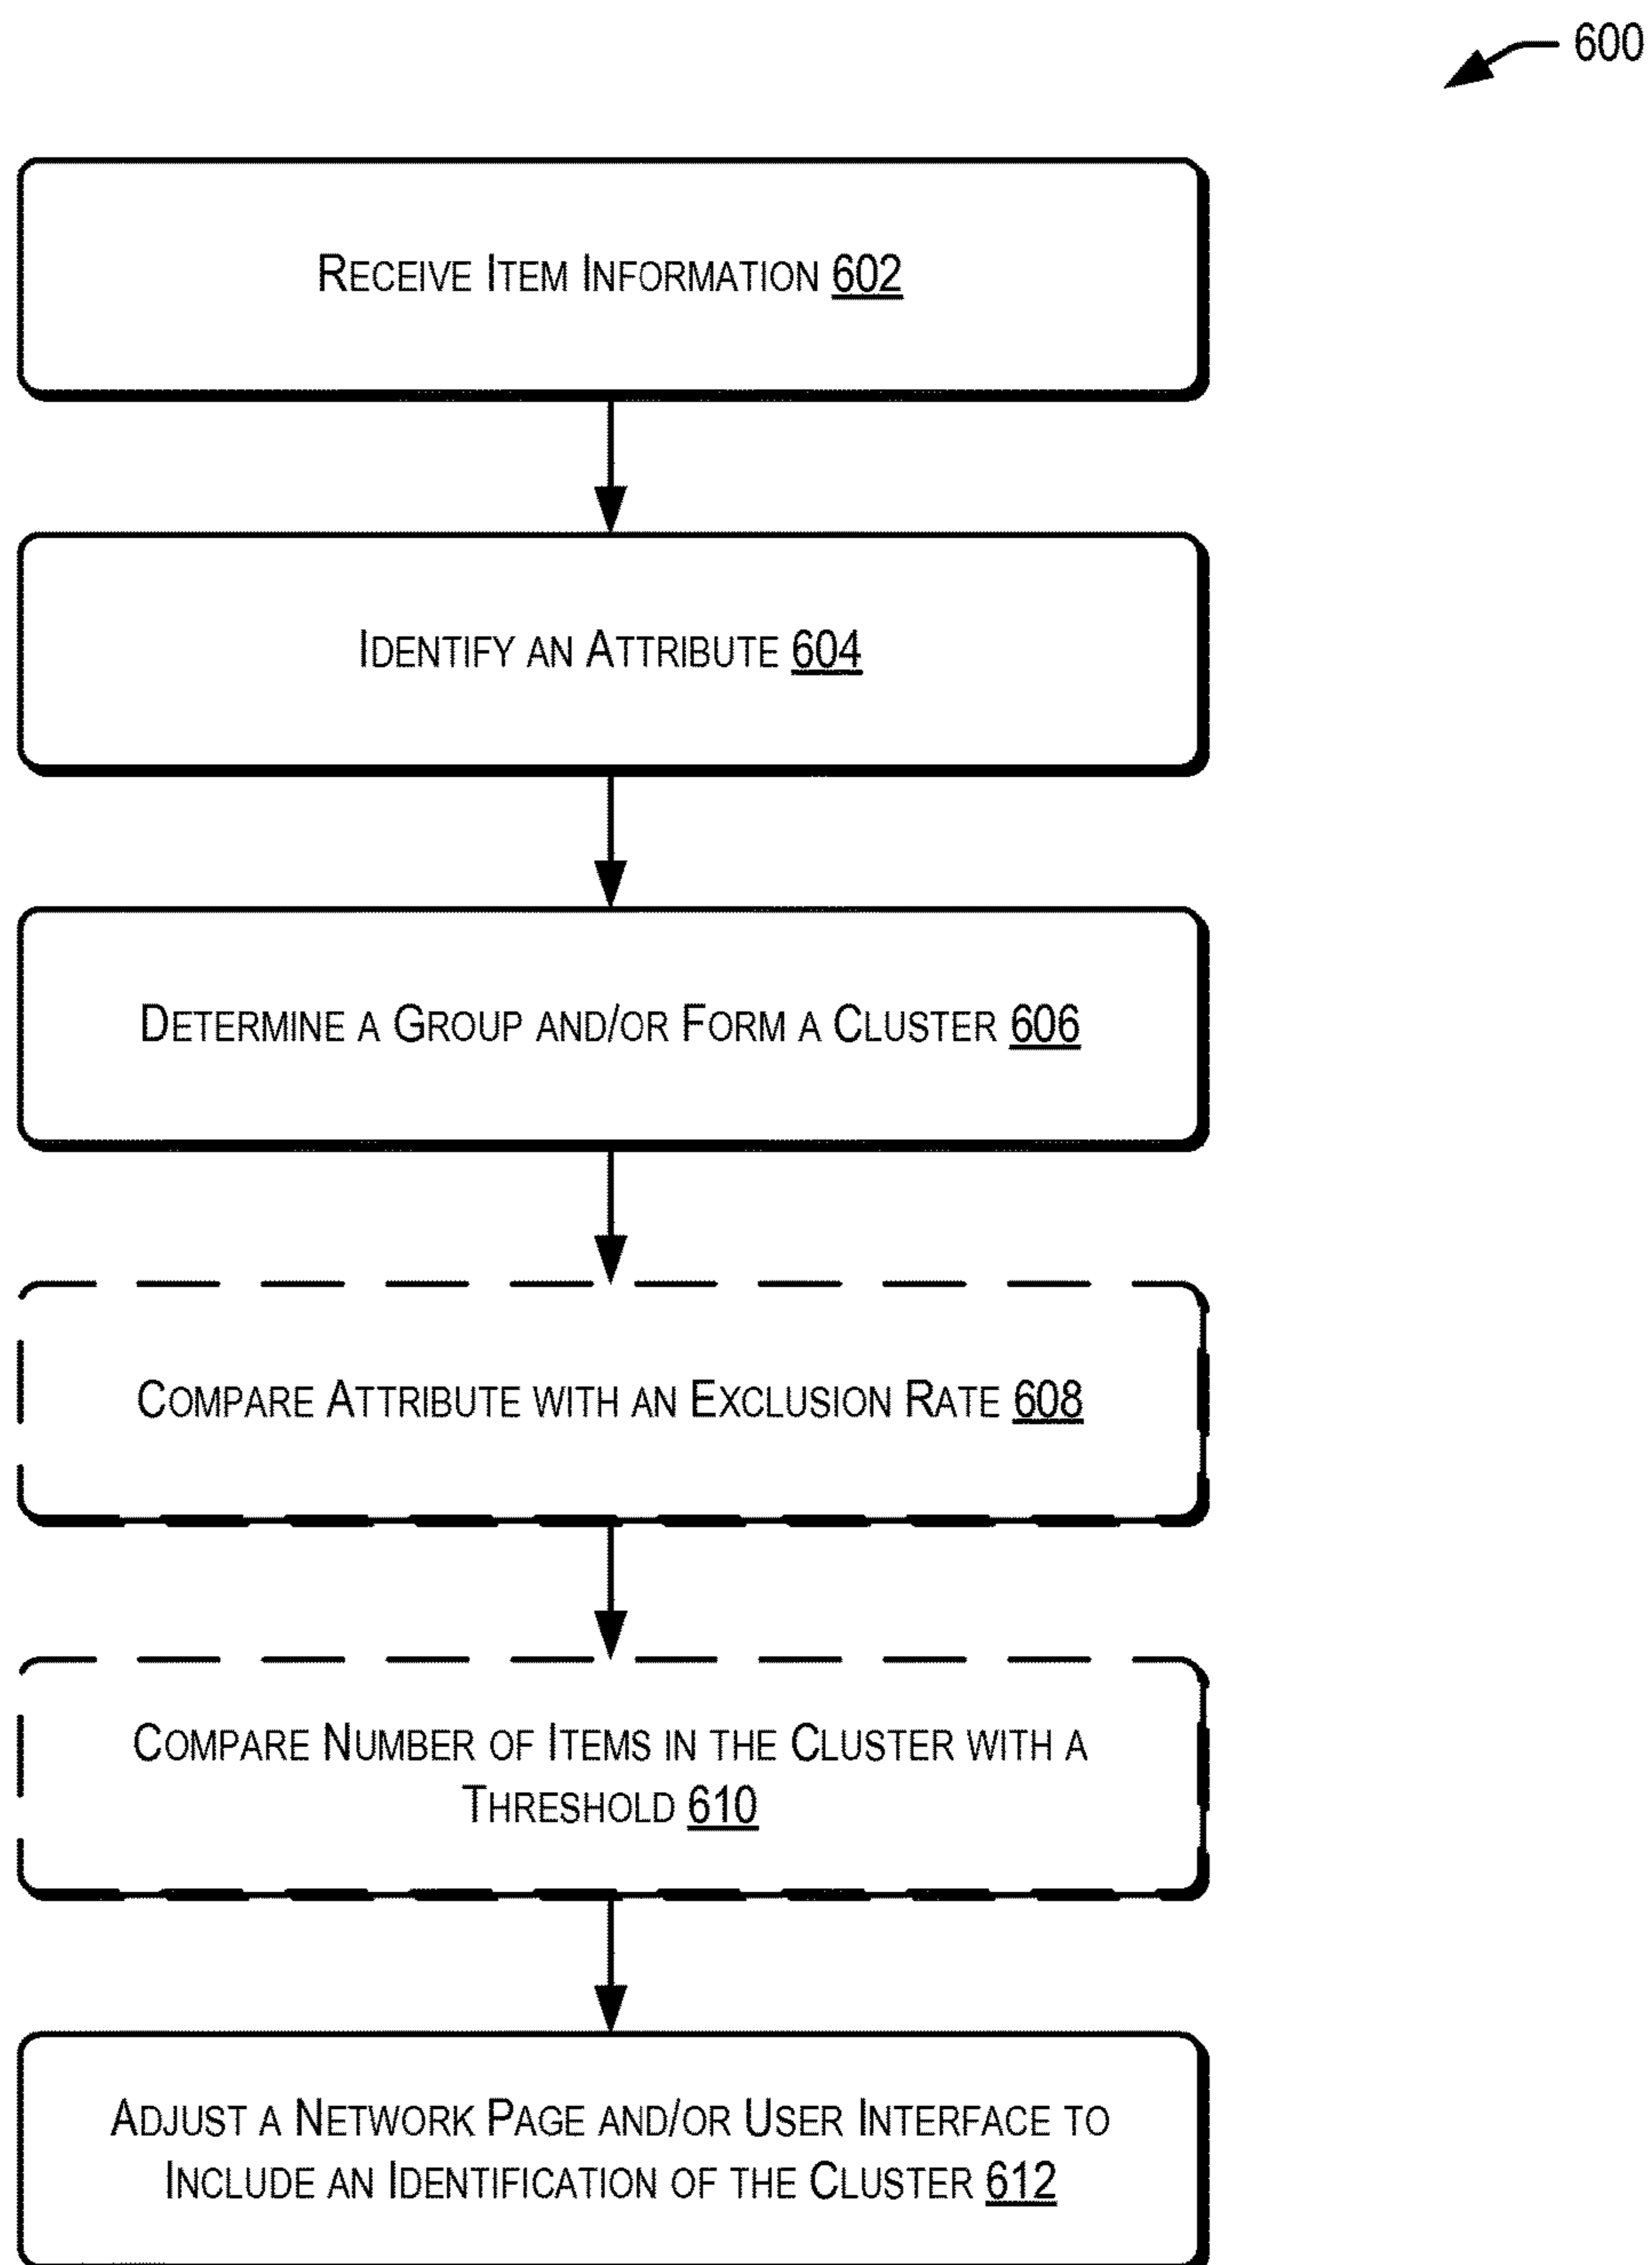 600
RECEIVE ITEM INFORMATION 602
IDENTIFY AN ATTRIBUTE 604
DETERMINE A GROUP AND/OR FORM A CLUSTER 606
COMPARE ATTRIBUTE WITH AN EXCLUSION RATE 608
COMPARE NUMBER OF ITEMS IN THE CLUSTER WITH A
THRESHOLD 610
ADJUST A NETWORK PAGE AND/OR USER INTERFACE TO
INCLUDE AN IDENTIFICATION OF THE CLUSTER 612